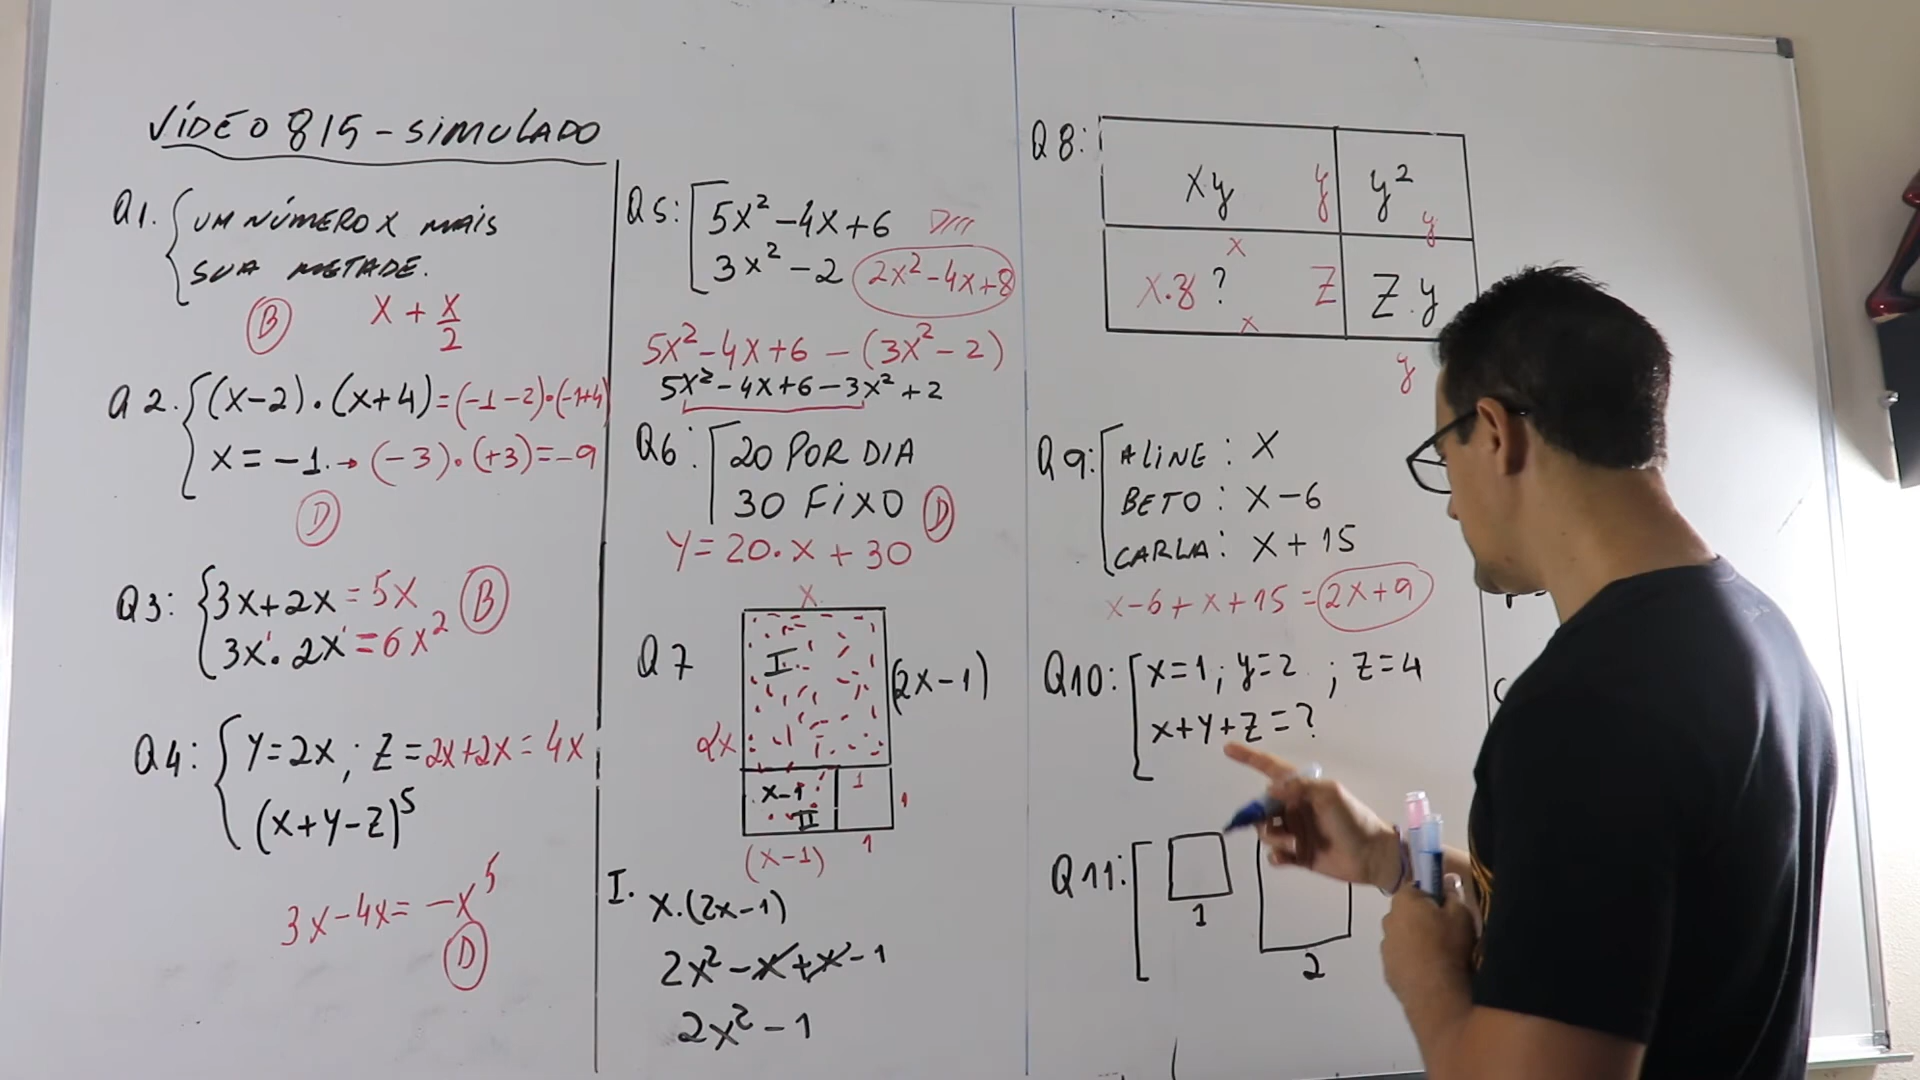 VÍDEO 815 - SIMULADO
Q1. UM NÚMERO X MAIS
SUA METADE.
B X + X/2
Q2. (X-2).(X+4)=(-1-2).(-1+4)
X=-1.→(-3).(+3)=-9
D
Q3: 3X+2X=5X B
3X¹.2X¹=6X²
Q4: Y=2X; Z=2X+2X=4X
(X+Y-Z)⁵
3X-4X=-X⁵
D
Q5: 5X²-4X+6
3X²-2 2X²-4X+8
5X²-4X+6-(3X²-2)
5X²-4X+6-3X²+2
Q6: 20 POR DIA
30 FIXO D
Y=20.X+30
X
Q7 I (2X-1)
2X
X-1 1 1
II
(X-1) 1
I. X.(2X-1)
2X²-X+X-1
2X²-1
Q8: Xy y y² y
X
X.z ? Z Z.y
X
y
Q9: ALINE: X
BETO: X-6
CARLA: X+15
X-6+X+15=2X+9
Q10: X=1; y=2; Z=4
X+Y+Z=?
Q11:
1
2